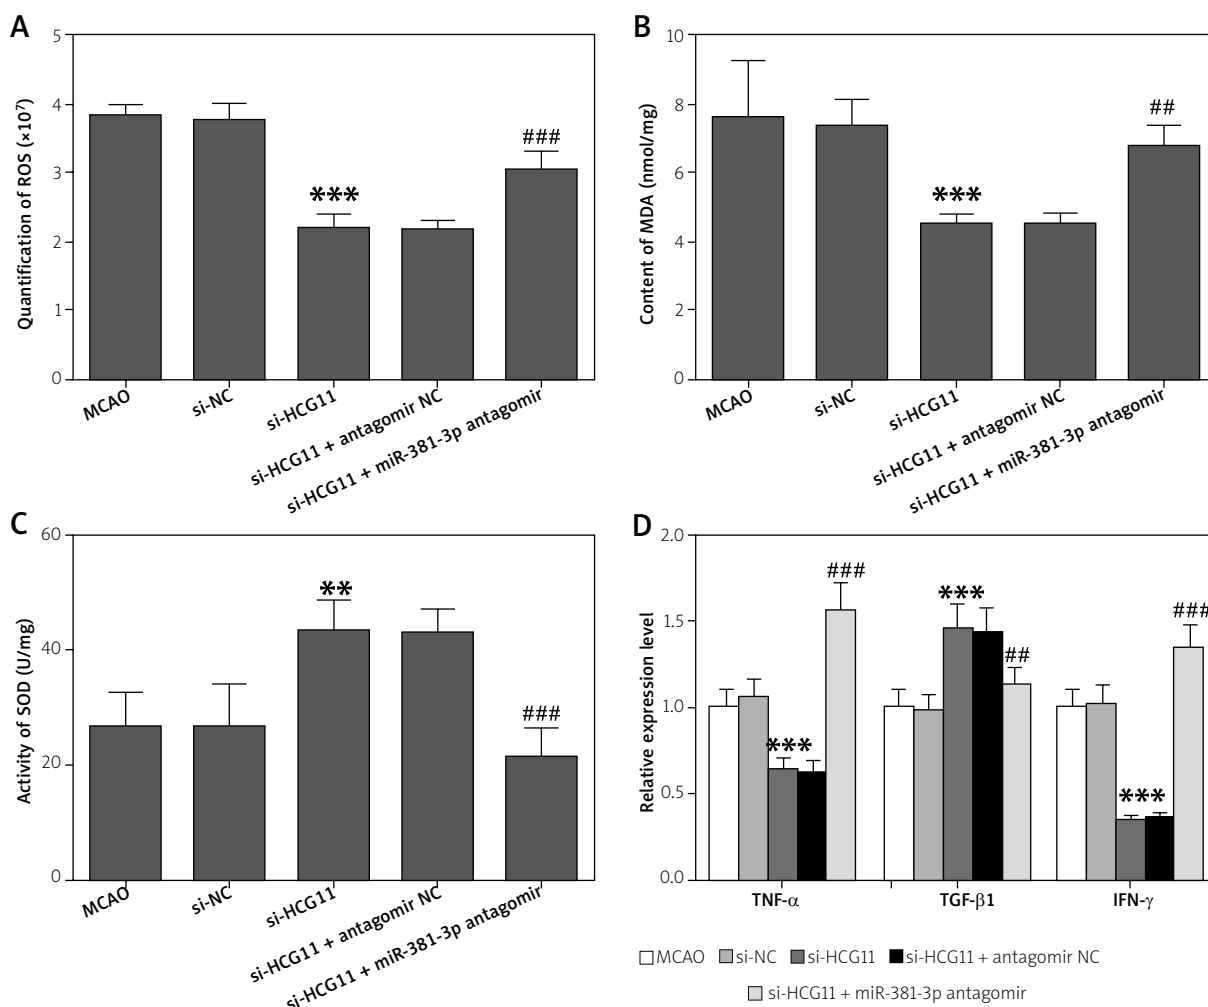 A
Quantification of ROS (×10⁷)
5
4
3
2
1
0
***
###
MCAO
si-NC
si-HCG11
si-HCG11 + antagomir NC
si-HCG11 + miR-381-3p antagomir
B
Content of MDA (nmol/mg)
10
8
6
4
2
0
***
##
MCAO
si-NC
si-HCG11
si-HCG11 + antagomir NC
si-HCG11 + miR-381-3p antagomir
C
Activity of SOD (U/mg)
60
40
20
0
**
###
MCAO
si-NC
si-HCG11
si-HCG11 + antagomir NC
si-HCG11 + miR-381-3p antagomir
D
Relative expression level
2.0
1.5
1.0
0.5
0.0
***
###
***
##
***
###
TNF-α
TGF-β1
IFN-γ
MCAO si-NC si-HCG11 si-HCG11 + antagomir NC
si-HCG11 + miR-381-3p antagomir